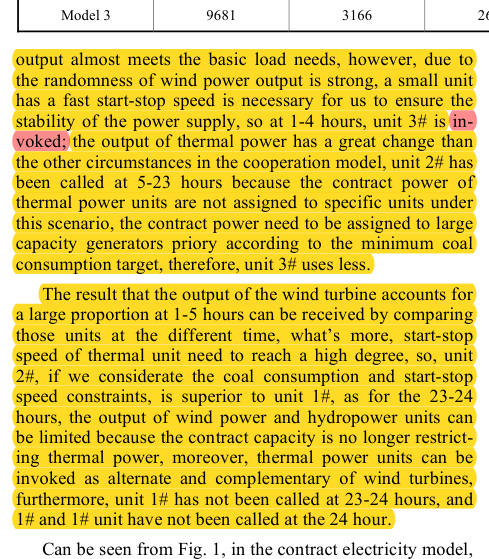 Model 3 9681 3166 26
output almost meets the basic load needs, however, due to
the randomness of wind power output is strong, a small unit
has a fast start-stop speed is necessary for us to ensure the
stability of the power supply, so at 1-4 hours, unit 3# is in-
voked; the output of thermal power has a great change than
the other circumstances in the cooperation model, unit 2# has
been called at 5-23 hours because the contract power of
thermal power units are not assigned to specific units under
this scenario, the contract power need to be assigned to large
capacity generators priory according to the minimum coal
consumption target, therefore, unit 3# uses less.
The result that the output of the wind turbine accounts for
a large proportion at 1-5 hours can be received by comparing
those units at the different time, what's more, start-stop
speed of thermal unit need to reach a high degree, so, unit
2#, if we considerate the coal consumption and start-stop
speed constraints, is superior to unit 1#, as for the 23-24
hours, the output of wind power and hydropower units can
be limited because the contract capacity is no longer restrict-
ing thermal power, moreover, thermal power units can be
invoked as alternate and complementary of wind turbines,
furthermore, unit 1# has not been called at 23-24 hours, and
1# and 1# unit have not been called at the 24 hour.
Can be seen from Fig. 1, in the contract electricity model,